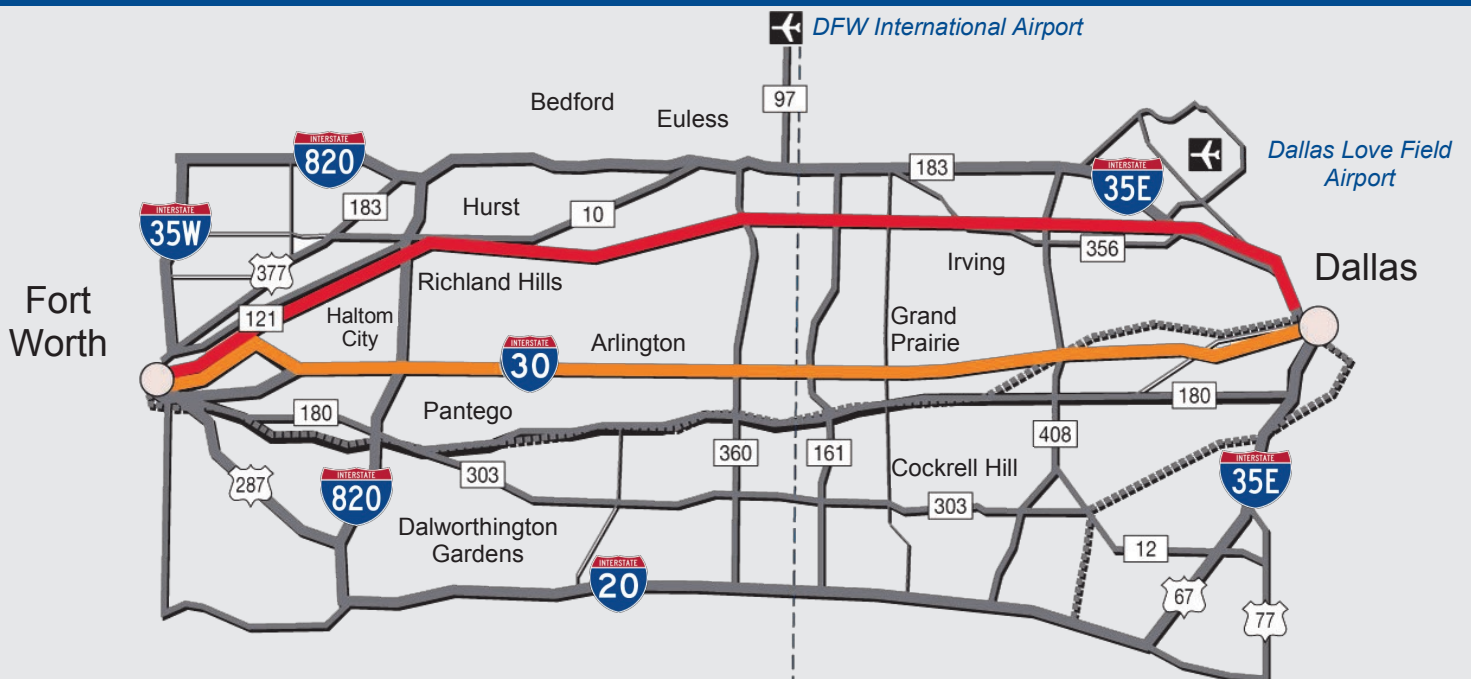 DFW International Airport
97
Bedford
Euless
INTERSTATE
820
183
INTERSTATE
35E
Dallas Love Field
Airport
183
Hurst
10
INTERSTATE
35W
356
377
Richland Hills
Irving
Dallas
Fort
Worth
121
Haltom
City
INTERSTATE
30
Arlington
Grand
Prairie
180
Pantego
180
408
360
161
287
INTERSTATE
820
303
Cockrell Hill
INTERSTATE
35E
303
Dalworthington
Gardens
12
INTERSTATE
20
67
77